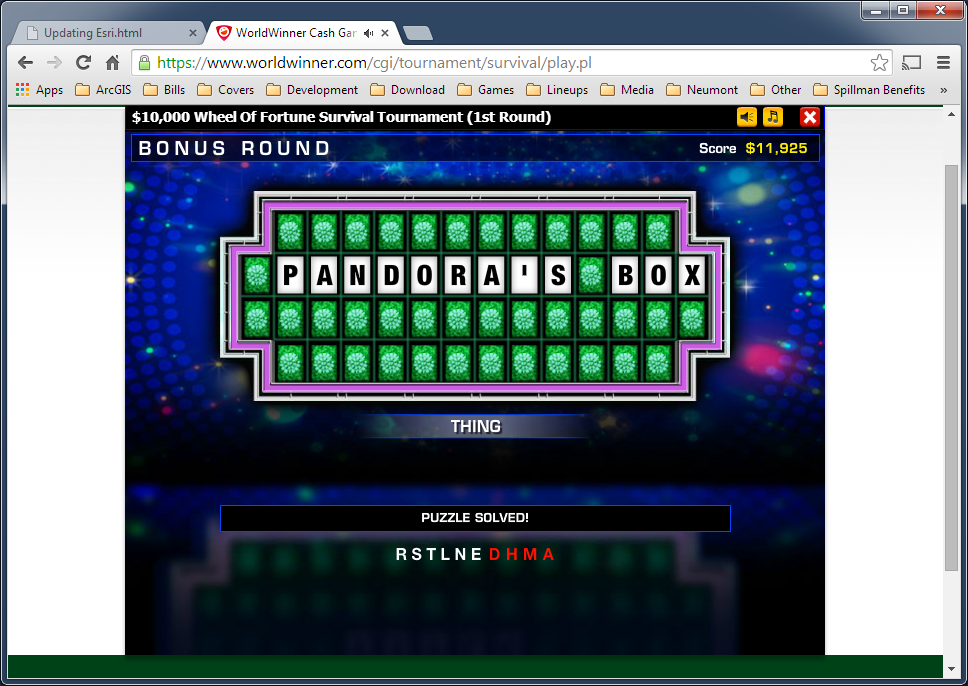 Updating Esri.html
WorldWinner Cash Gar
https://www.worldwinner.com/cgi/tournament/survival/play.pl
Apps ArcGIS Bills Covers Development Download Games Lineups Media Neumont Other Spillman Benefits »
$10,000 Wheel Of Fortune Survival Tournament (1st Round)
BONUS ROUND Score $11,925
PANDORA'S BOX
THING
PUZZLE SOLVED!
RSTLNE DHMA